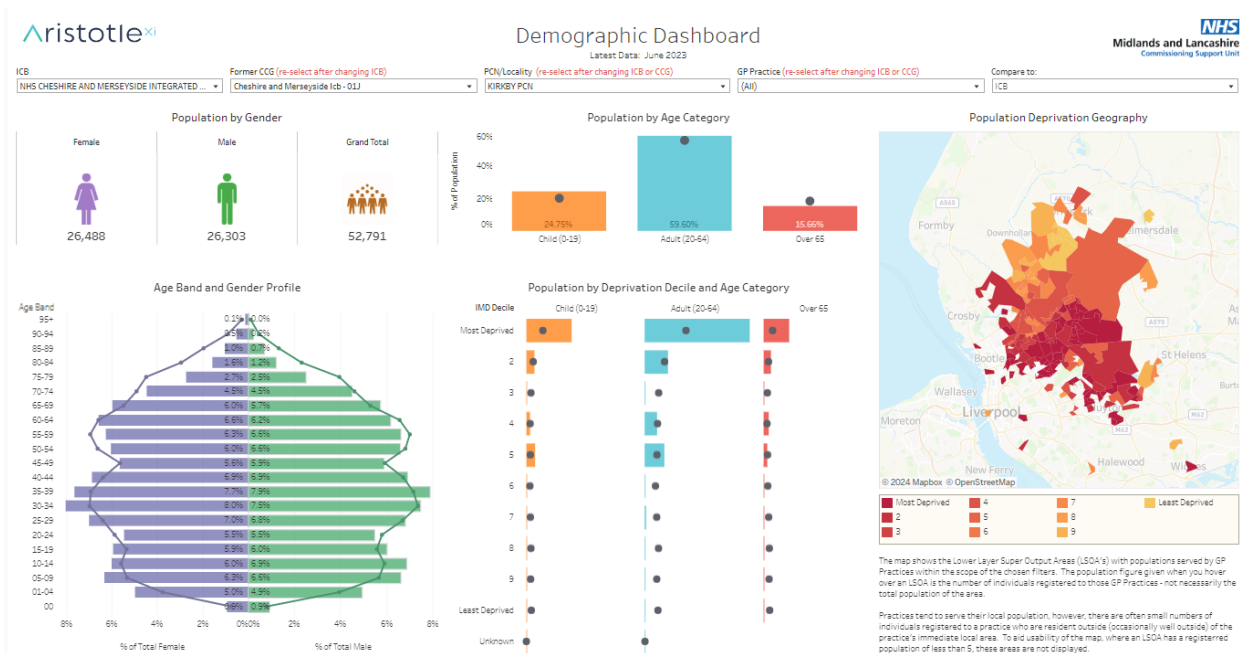 Aristotle xi
Demographic Dashboard
Latest Data: June 2023
NHS
Midlands and Lancashire
Commissioning Support Unit
ICB
NHS CHESHIRE AND MERSEYSIDE INTEGRATED ...
Former CCG (re-select after changing ICB)
Cheshire and Merseyside Icb - 01J
PCN/Locality (re-select after changing ICB or CCG)
KIRKBY PCN
GP Practice (re-select after changing ICB or CCG)
(All)
Compare to:
ICB
Population by Gender
Female
Male
Grand Total
26,488
26,303
52,791
Population by Age Category
% of Population
60%
40%
20%
0%
24.75%
59.60%
15.66%
Child (0-19)
Adult (20-64)
Over 65
Age Band and Gender Profile
Age Band
95+ 0.1% 0.0%
90-94
85-89 1.0% 0.7%
80-84 1.6% 1.2%
75-79 2.7% 2.5%
70-74 4.5% 4.5%
65-69 6.0% 5.7%
60-64 6.6% 6.2%
55-59 6.3% 6.6%
50-54 6.0% 6.6%
45-49 5.6% 5.9%
40-44 6.9% 6.9%
35-39 7.7% 7.9%
30-34 8.0% 7.5%
25-29 7.0% 6.8%
20-24 5.5% 5.5%
15-19 5.9% 6.0%
10-14 6.0% 6.9%
05-09 6.3% 6.6%
01-04 5.0% 4.9%
00 0.9%
8% 6% 4% 2% 0% 0% 2% 4% 6% 8%
% of Total Female
% of Total Male
Population by Deprivation Decile and Age Category
IMD Decile
Child (0-19)
Adult (20-64)
Over 65
Most Deprived
2
3
4
5
6
7
8
9
Least Deprived
Unknown
Population Deprivation Geography
A565
A570
Formby
Downholland
elmersdale
Crosby
A570
St Helens
Bootle
Wallasey
Liverpool
Moreton
Huyton
M62
M62
Halewood
New Ferry
Ash
Ma
Burt
© 2024 Mapbox © OpenStreetMap
Most Deprived
2
3
4
5
6
7
8
9
Least Deprived
The map shows the Lower Layer Super Output Areas (LSOA's) with populations served by GP
Practices within the scope of the chosen filters. The population figure given when you hover
over an LSOA is the number of individuals registered to those GP Practices - not necessarily the
total population of the area.
Practices tend to serve their local population, however, there are often small numbers of
individuals registered to a practice who are resident outside (occasionally well outside) of the
practice's immediate local area. To aid usability of the map, where an LSOA has a regisrered
population of less than 5, these areas are not displayed.